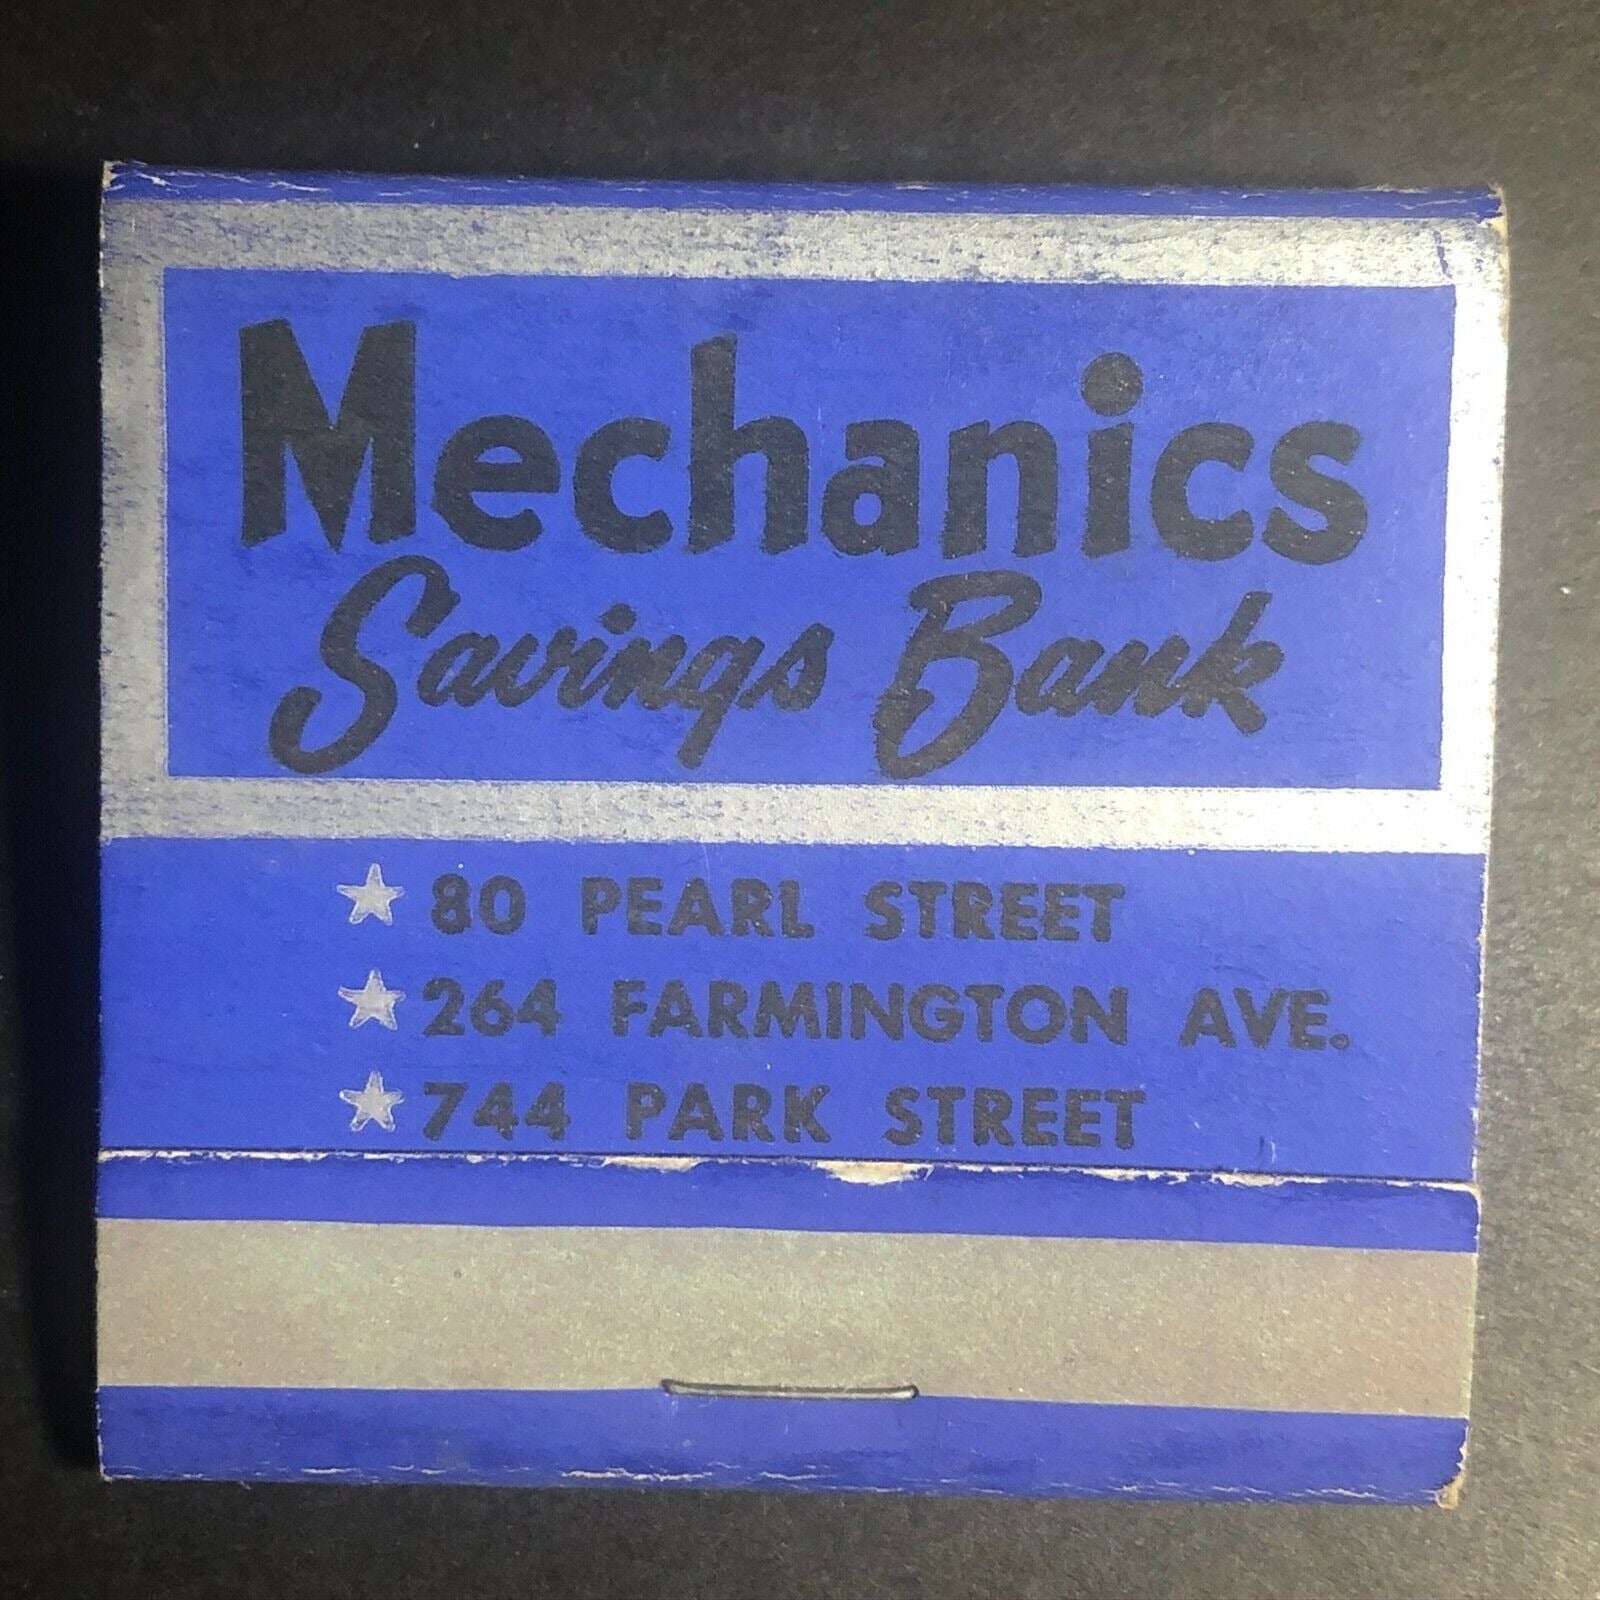 Mechanics
Savings Bank
★ 80 PEARL STREET
★ 264 FARMINGTON AVE.
★ 744 PARK STREET